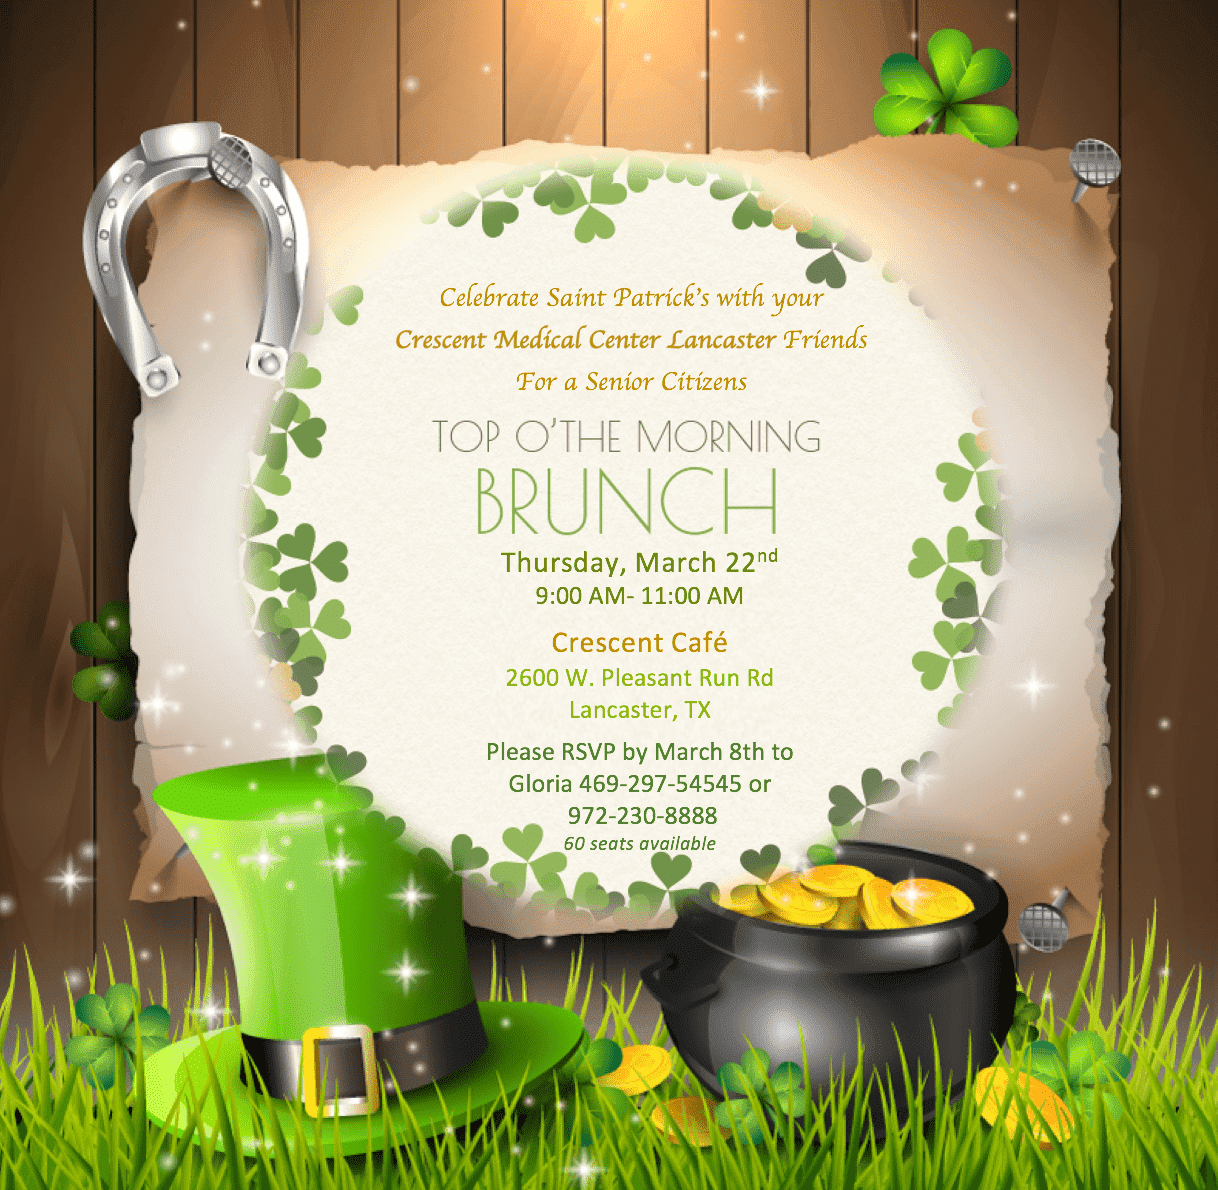 Celebrate Saint Patrick's with your
Crescent Medical Center Lancaster Friends
For a Senior Citizens
TOP O'THE MORNING
BRUNCH
Thursday, March 22nd
9:00 AM- 11:00 AM
Crescent Café
2600 W. Pleasant Run Rd
Lancaster, TX
Please RSVP by March 8th to
Gloria 469-297-54545 or
972-230-8888
60 seats available